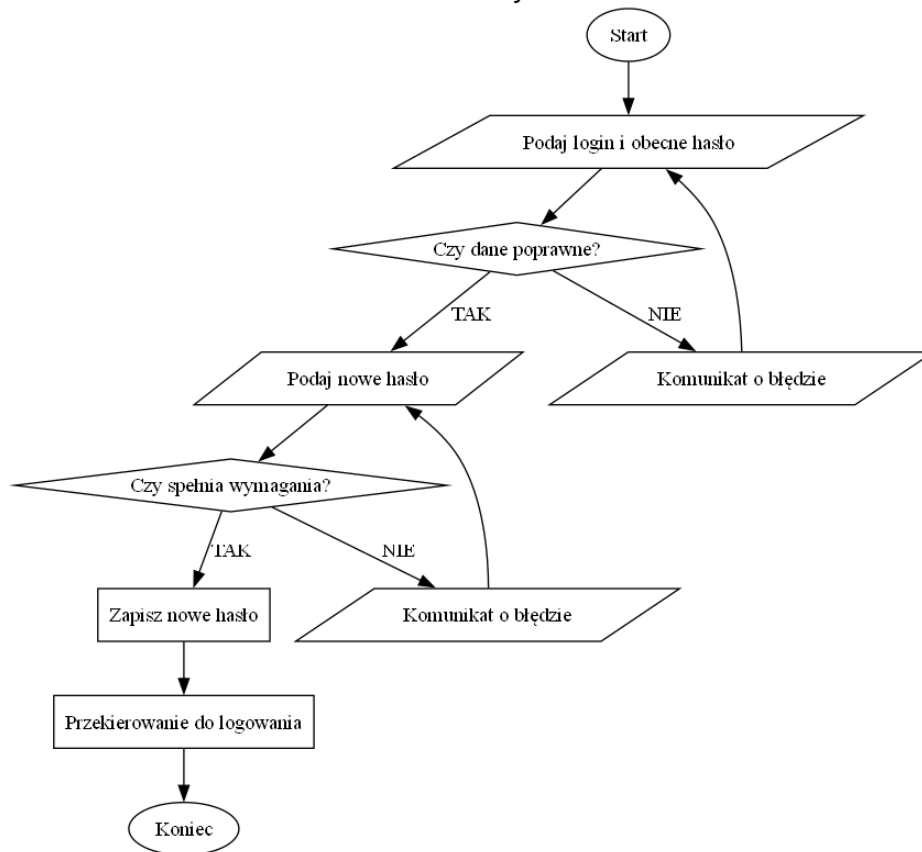 Start
Podaj login i obecne hasło
Czy dane poprawne?
TAK
NIE
Podaj nowe hasło
Komunikat o błędzie
Czy spełnia wymagania?
TAK
NIE
Zapisz nowe hasło
Komunikat o błędzie
Przekierowanie do logowania
Koniec